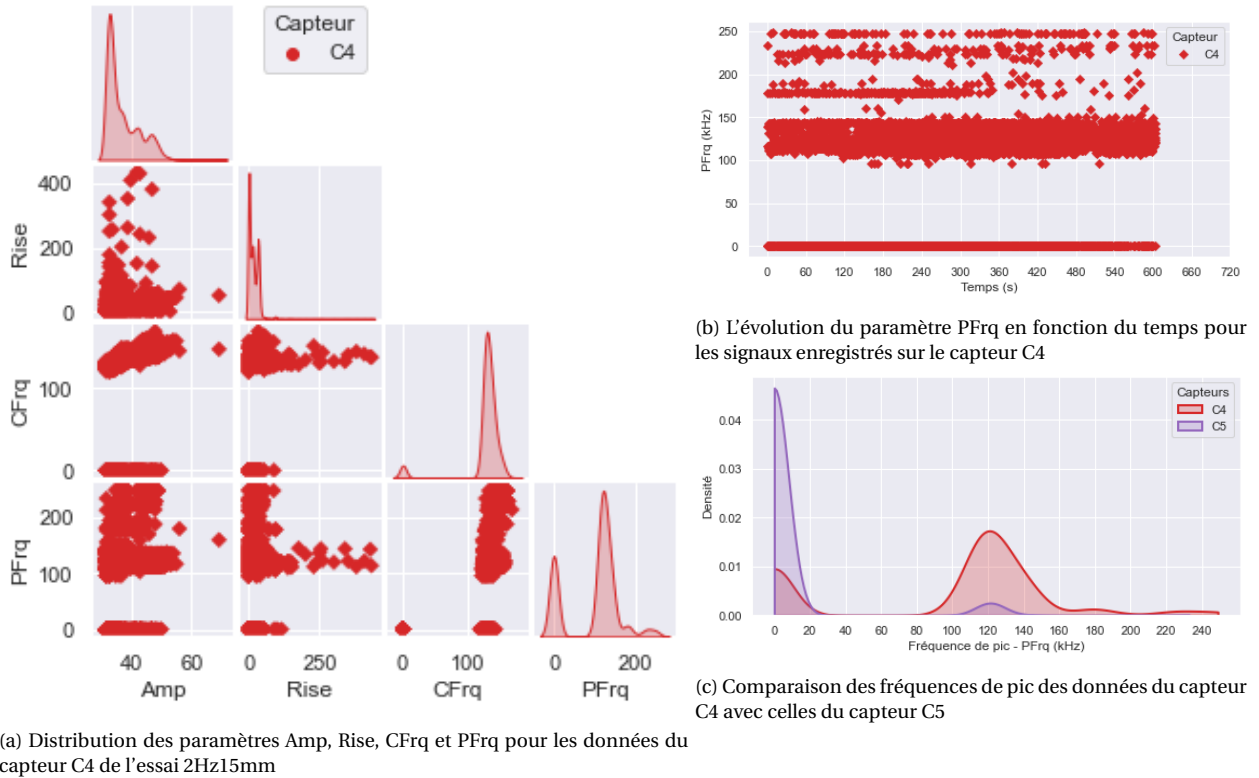 Capteur
C4
Rise
400
200
0
CFrq
100
0
PFrq
200
100
0
40 60
Amp
0 250
Rise
0 100
CFrq
0 200
PFrq
(a) Distribution des paramètres Amp, Rise, CFrq et PFrq pour les données du
capteur C4 de l'essai 2Hz15mm
PFrq (kHz)
250
200
150
100
50
0
Capteur
C4
0 60 120 180 240 300 360 420 480 540 600 660 720
Temps (s)
(b) L'évolution du paramètre PFrq en fonction du temps pour
les signaux enregistrés sur le capteur C4
Densité
0.04
0.03
0.02
0.01
0.00
Capteurs
C4
C5
0 20 40 60 80 100 120 140 160 180 200 220 240
Fréquence de pic - PFrq (kHz)
(c) Comparaison des fréquences de pic des données du capteur
C4 avec celles du capteur C5